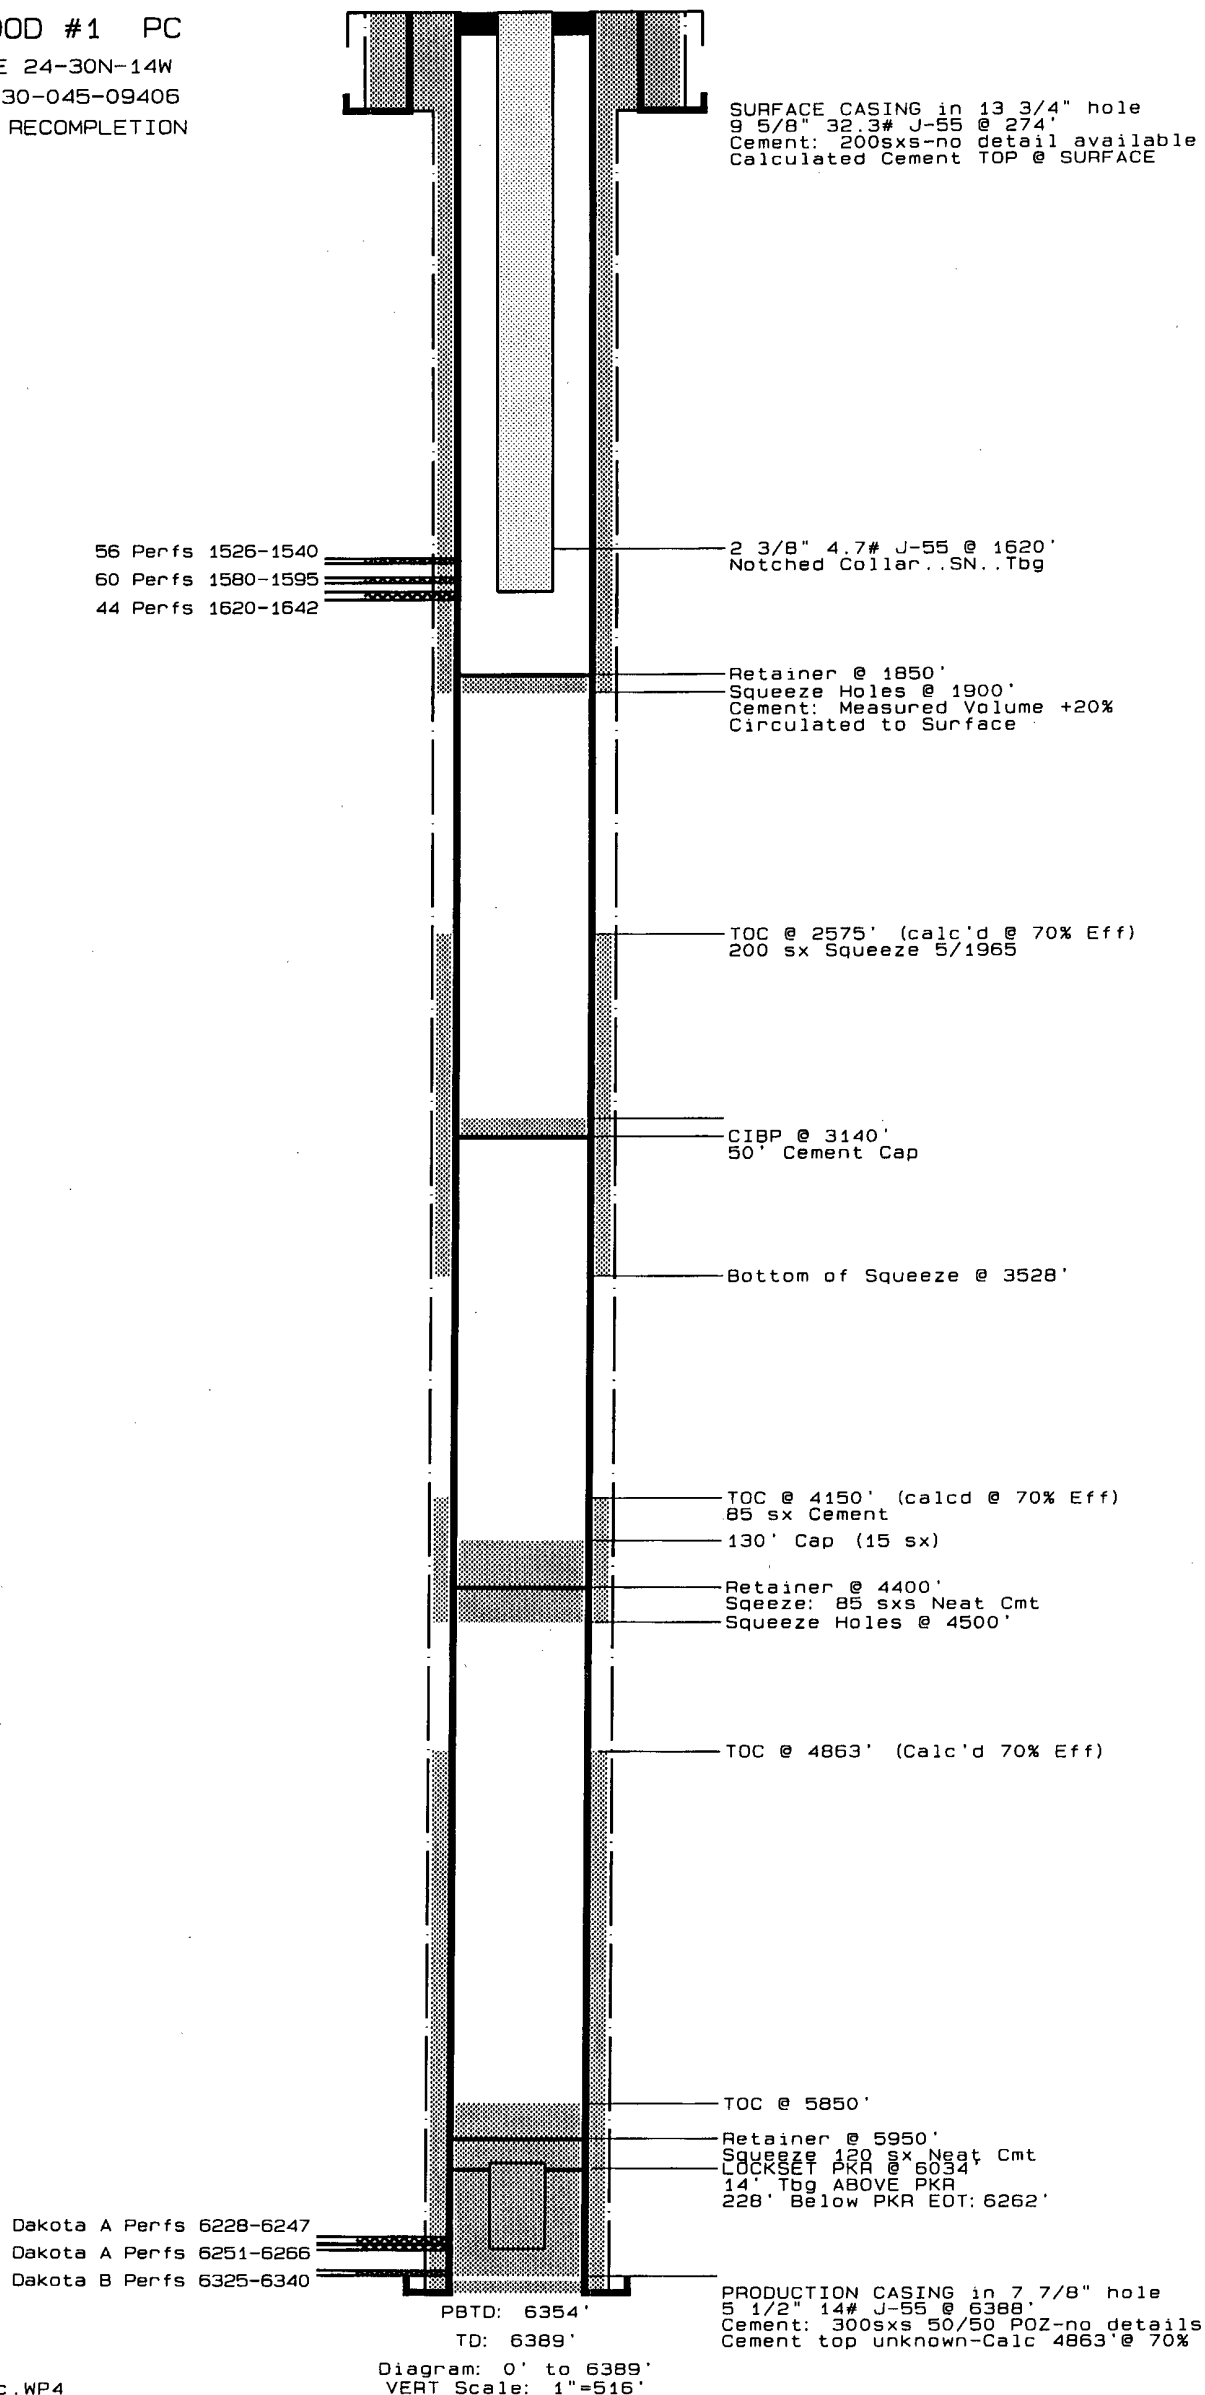 OOD #1 PC
E 24-30N-14W
30-045-09406
RECOMPLETION
SURFACE CASING in 13 3/4" hole
9 5/8" 32.3# J-55 @ 274'
Cement: 200sxs-no detail available
Calculated Cement TOP @ SURFACE
56 Perfs 1526-1540
60 Perfs 1580-1595
44 Perfs 1620-1642
2 3/8" 4.7# J-55 @ 1620'
Notched Collar..SN..Tbg
Retainer @ 1850'
Squeeze Holes @ 1900'
Cement: Measured Volume +20%
Circulated to Surface
TOC @ 2575' (calc'd @ 70% Eff)
200 sx Squeeze 5/1965
CIBP @ 3140'
50' Cement Cap
Bottom of Squeeze @ 3528'
TOC @ 4150' (calcd @ 70% Eff)
85 sx Cement
130' Cap (15 sx)
Retainer @ 4400'
Sqeeze: 85 sxs Neat Cmt
Squeeze Holes @ 4500'
TOC @ 4863' (Calc'd 70% Eff)
TOC @ 5850'
Retainer @ 5950'
Squeeze 120 sx Neat Cmt
LOCKSET PKR @ 6034'
14' Tbg ABOVE PKR
228' Below PKR EOT: 6262'
Dakota A Perfs 6228-6247
Dakota A Perfs 6251-6266
Dakota B Perfs 6325-6340
PRODUCTION CASING in 7 7/8" hole
5 1/2" 14# J-55 @ 6388'
Cement: 300sxs 50/50 POZ-no details
Cement top unknown-Calc 4863'@ 70%
PBTD: 6354'
TD: 6389'
Diagram: 0' to 6389'
VERT Scale: 1"=516'
c.WP4